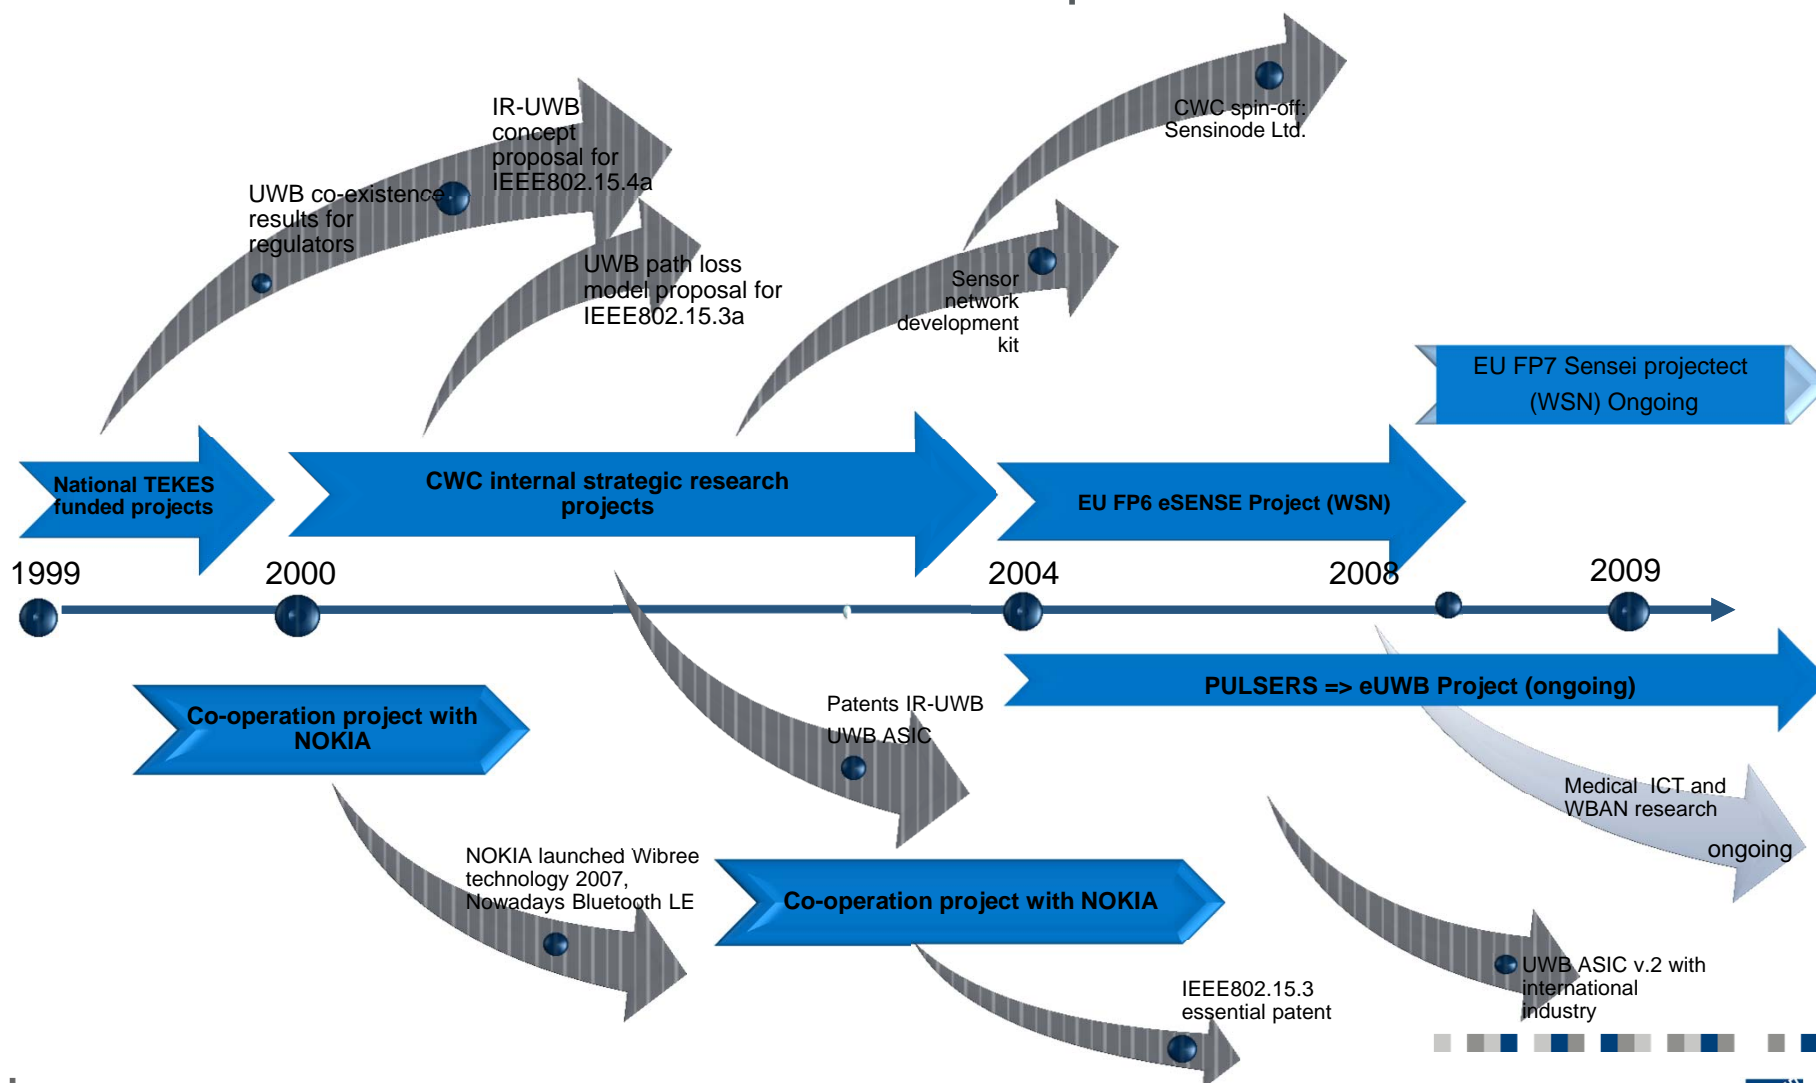 IR-UWB
concept
proposal for
IEEE802.15.4a
UWB co-existence
results for
regulators
UWB path loss
model proposal for
IEEE802.15.3a
CWC spin-off:
Sensinode Ltd.
Sensor
network
development
kit
EU FP7 Sensei projectect
(WSN) Ongoing
National TEKES
funded projects
CWC internal strategic research
projects
EU FP6 eSENSE Project (WSN)
1999
2000
2004
2008
2009
Co-operation project with
NOKIA
Patents IR-UWB
UWB ASIC
PULSERS => eUWB Project (ongoing)
Medical ICT and
WBAN research
ongoing
NOKIA launched Wibree
technology 2007,
Nowadays Bluetooth LE
Co-operation project with NOKIA
IEEE802.15.3
essential patent
UWB ASIC v.2 with
international
industry